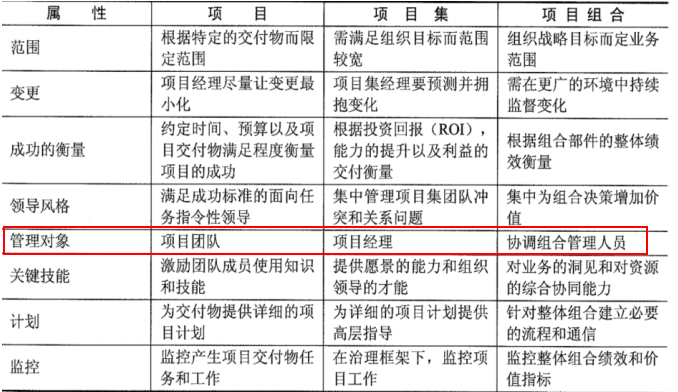 属性 项目 项目集 项目组合
范围 根据特定的交付物而限 需满足组织目标而范围 组织战略目标而定业务
定范围 较宽 范围
变更 项目经理尽量让变更最 项目集经理要预测并拥 需在更广的环境中持续
小化 抱变化 监督变化
成功的衡量 约定时间、预算以及项 根据投资回报（ROI）， 根据组合部件的整体绩
目交付物满足程度衡量 能力的提升以及利益的 效衡量
项目的成功 交付衡量
领导风格 满足成功标准的面向任 集中管理项目集团队冲 集中为组合决策增加价
务指令性领导 突和关系问题 值
管理对象 项目团队 项目经理 协调组合管理人员
关键技能 激励团队成员使用知识 提供愿景的能力和组织 对业务的洞见和对资源
和技能 领导的才能 的综合协同能力
计划 为交付物提供详细的项 为详细的项目计划提供 针对整体组合建立必要
目计划 高层指导 的流程和通信
监控 监控产生项目交付物任 在治理框架下，监控项 监控整体组合绩效和价
务和工作 目工作 值指标